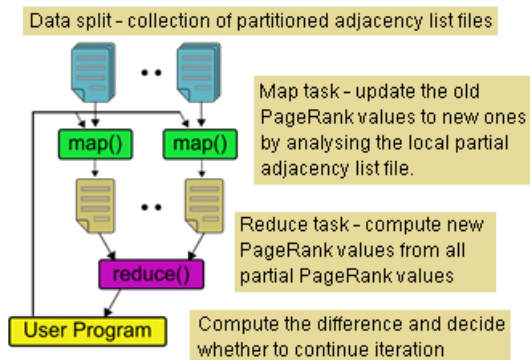 Data split - collection of partitioned adjacency list files
Map task - update the old
PageRank values to new ones
by analysing the local partial
adjacency list file.
map()
map()
Reduce task - compute new
PageRank values from all
partial PageRank values
reduce()
User Program
Compute the difference and decide
whether to continue iteration